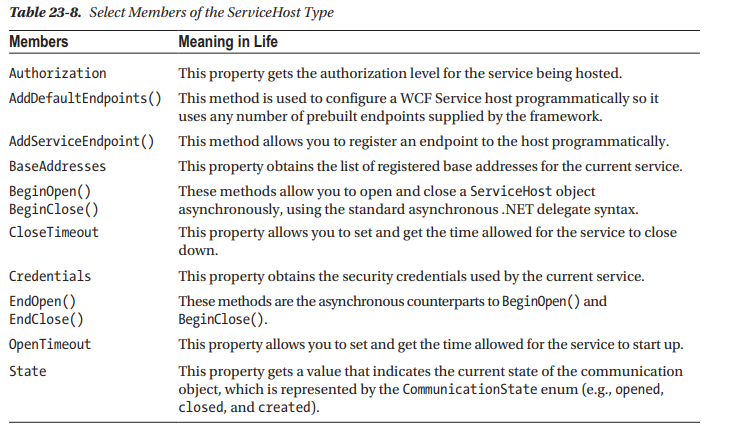 Table 23-8. Select Members of the ServiceHost Type
Members Meaning in Life
Authorization This property gets the authorization level for the service being hosted.
AddDefaultEndpoints() This method is used to configure a WCF Service host programmatically so it
uses any number of prebuilt endpoints supplied by the framework.
AddServiceEndpoint() This method allows you to register an endpoint to the host programmatically.
BaseAddresses This property obtains the list of registered base addresses for the current service.
BeginOpen() These methods allow you to open and close a ServiceHost object
BeginClose() asynchronously, using the standard asynchronous .NET delegate syntax.
CloseTimeout This property allows you to set and get the time allowed for the service to close
down.
Credentials This property obtains the security credentials used by the current service.
EndOpen() These methods are the asynchronous counterparts to BeginOpen() and
EndClose() BeginClose().
OpenTimeout This property allows you to set and get the time allowed for the service to start up.
State This property gets a value that indicates the current state of the communication
object, which is represented by the CommunicationState enum (e.g., opened,
closed, and created).